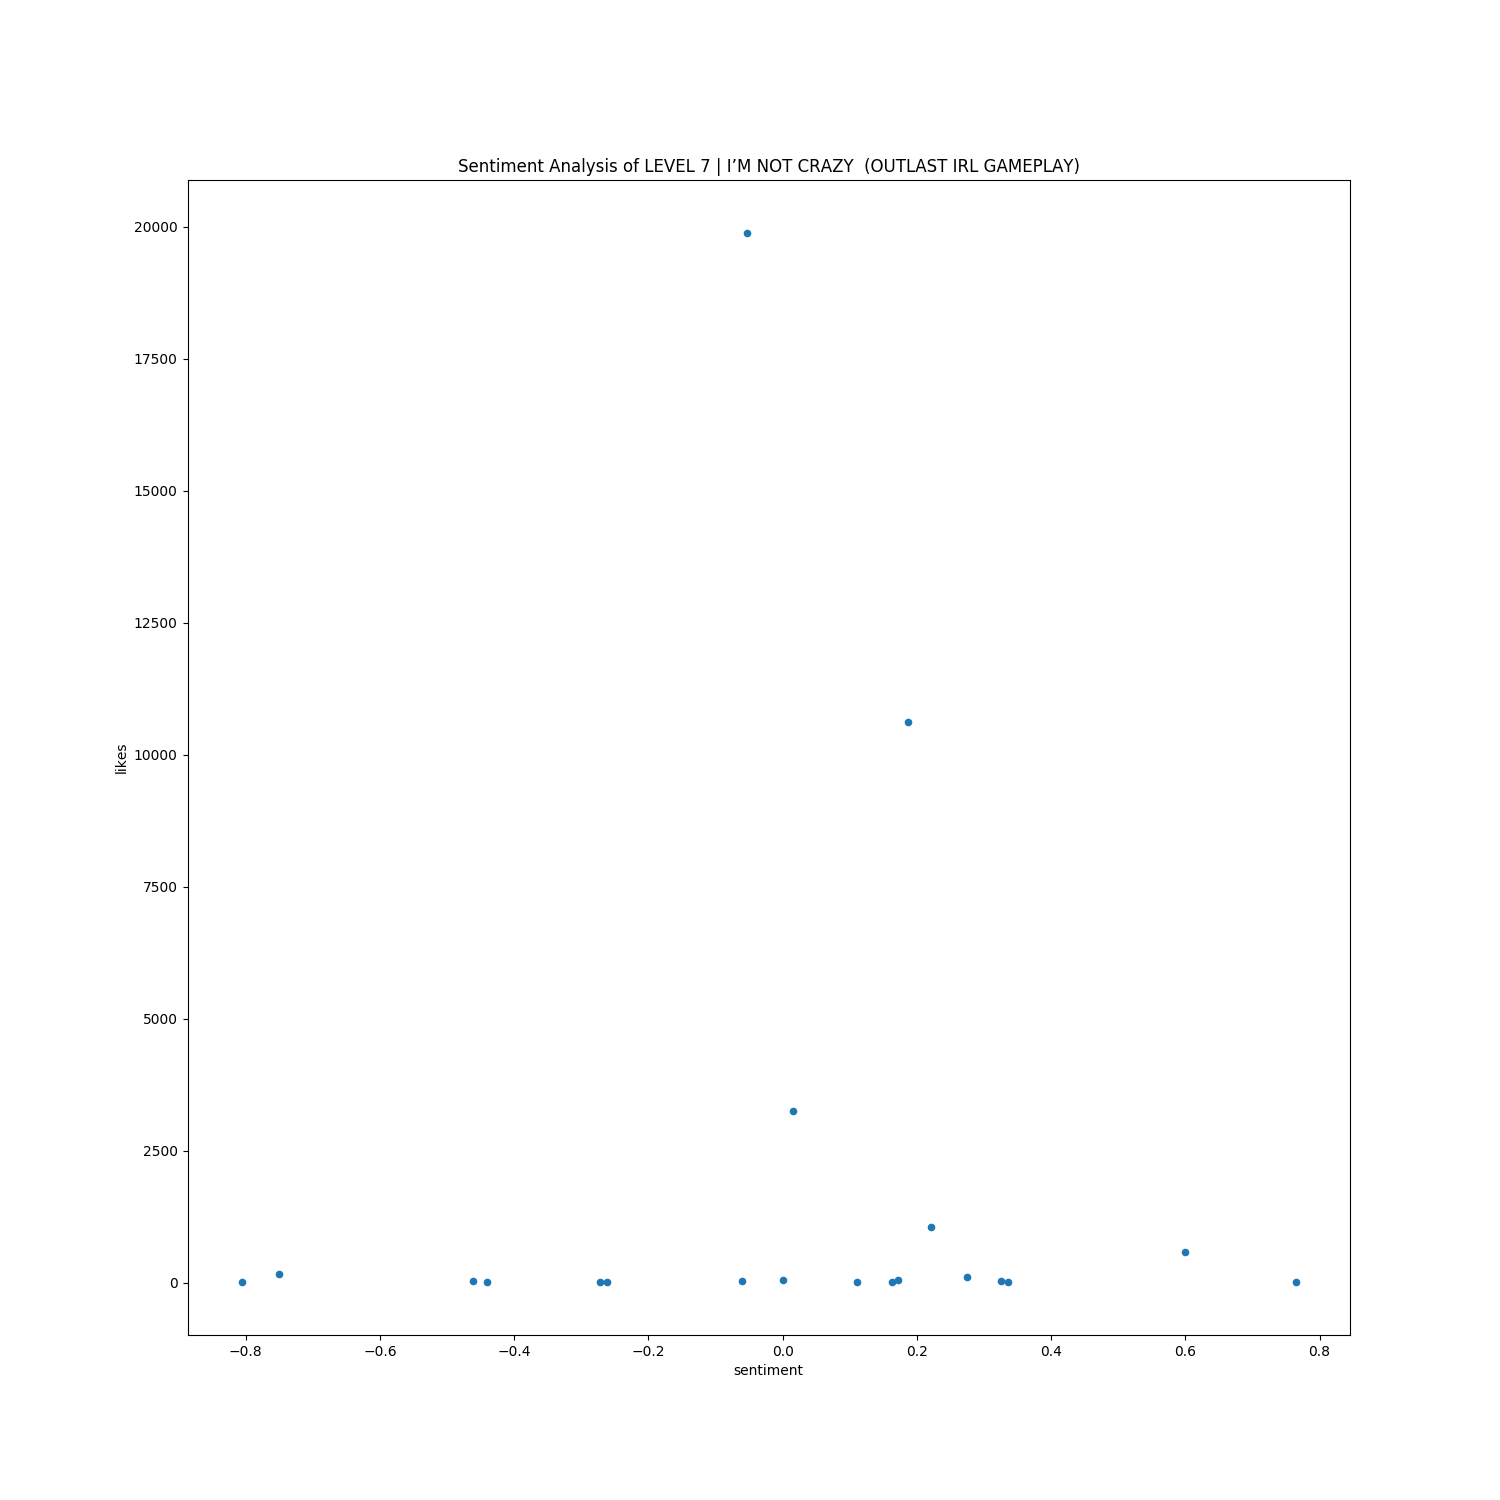 Sentiment Analysis of LEVEL 7 | I’M NOT CRAZY  (OUTLAST IRL GAMEPLAY)
20000
17500
15000
12500
10000
7500
5000
2500
0
likes
−0.8 −0.6 −0.4 −0.2 0.0 0.2 0.4 0.6 0.8
sentiment